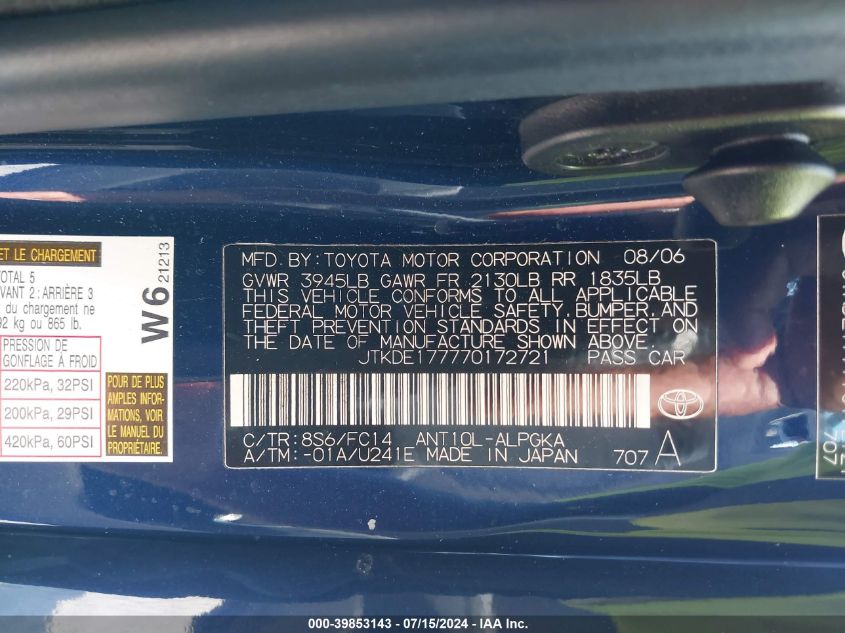 ET LE CHARGEMENT
TOTAL 5
VANT 2 : ARRIÈRE 3
du chargement ne
92 kg ou 865 lb.
PRESSION DE
GONFLAGE À FROID
220kPa, 32PSI
200kPa, 29PSI
420kPa, 60PSI
POUR DE PLUS
AMPLES INFOR-
MATIONS, VOIR
LE MANUEL DU
PROPRIÉTAIRE
W6 21213
MFD. BY: TOYOTA MOTOR CORPORATION 08/06
GVWR 3945LB GAWR FR 2130LB RR 1835LB
THIS VEHICLE CONFORMS TO ALL APPLICABLE
FEDERAL MOTOR VEHICLE SAFETY, BUMPER, AND
THEFT PREVENTION STANDARDS IN EFFECT ON
THE DATE OF MANUFACTURE SHOWN ABOVE.
JTKDE177770172721 PASS CAR
C/TR: 8S6/FC14 ANT10L-ALPGKA
A/TM: -01A/U241E MADE IN JAPAN 707 A
707
000-39853143 - 07/15/2024 - IAA Inc.